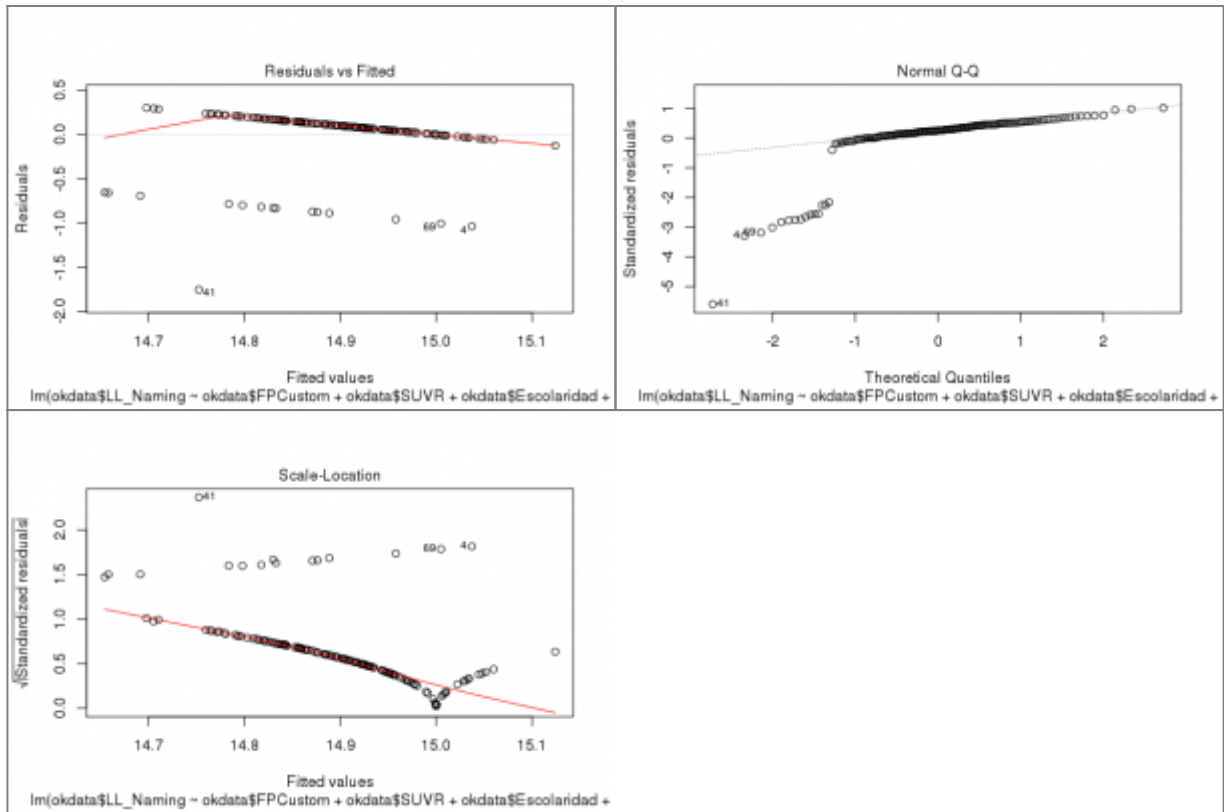 Residuals vs Fitted
Residuals
0.5
0.0
-0.5
-1.0
-1.5
-2.0
69
4
41
14.7 14.8 14.9 15.0 15.1
Fitted values
lm(okdata$LL_Naming ~ okdata$FPCustom + okdata$SUVR + okdata$Escolaridad +
Normal Q-Q
Standardized residuals
1
0
-1
-2
-3
-4
-5
4 69
41
-2 -1 0 1 2
Theoretical Quantiles
lm(okdata$LL_Naming ~ okdata$FPCustom + okdata$SUVR + okdata$Escolaridad +
Scale-Location
√|Standardized residuals|
2.0
1.5
1.0
0.5
0.0
41
69
4
14.7 14.8 14.9 15.0 15.1
Fitted values
lm(okdata$LL_Naming ~ okdata$FPCustom + okdata$SUVR + okdata$Escolaridad +